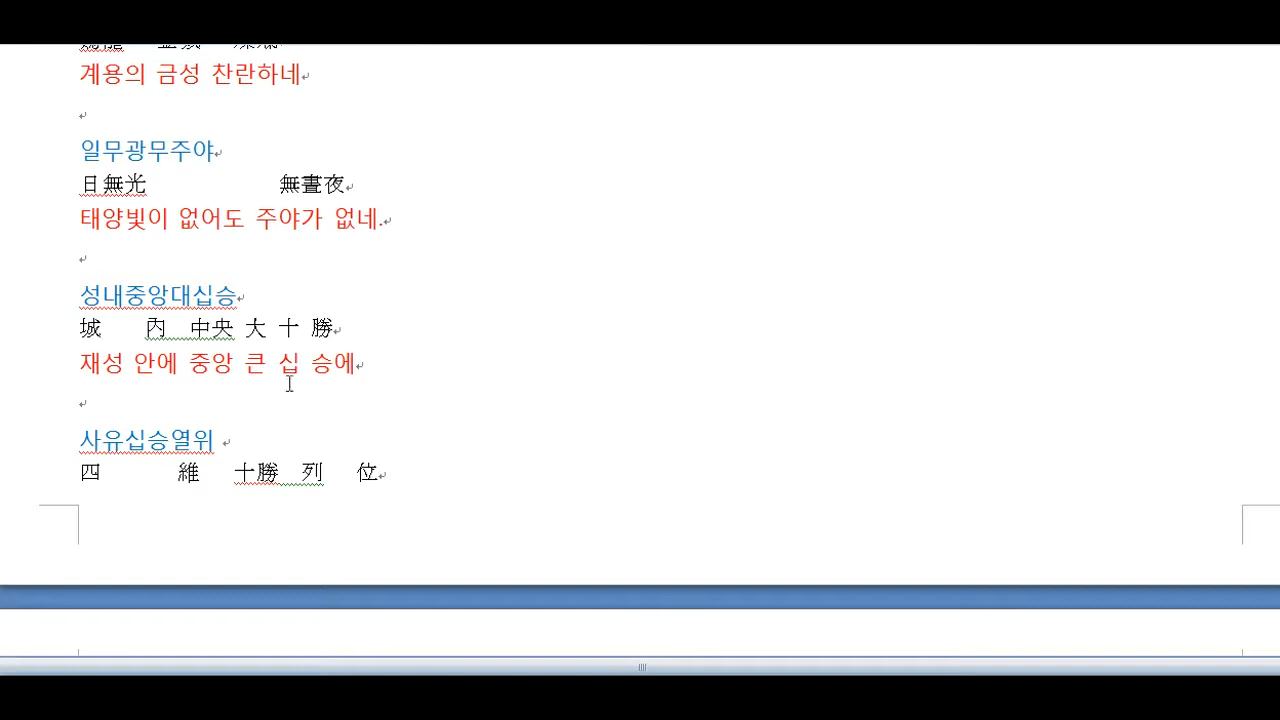 계용의 금성 찬란하네
일무광무주야
日無光 無晝夜
태양빛이 없어도 주야가 없네.
성내중앙대십승
城 內 中央 大 十 勝
재성 안에 중앙 큰 십 승에
사유십승열위
四 維 十勝 列 位